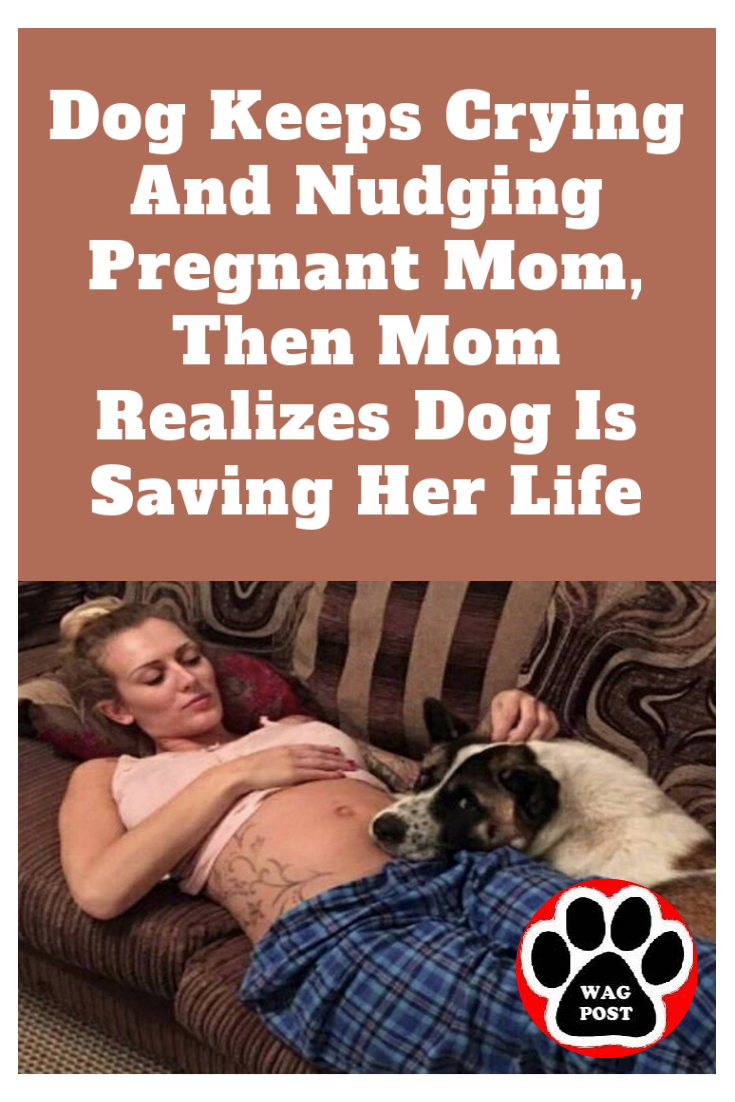 Dog Keeps Crying
And Nudging
Pregnant Mom,
Then Mom
Realizes Dog Is
Saving Her Life
WAG
POST